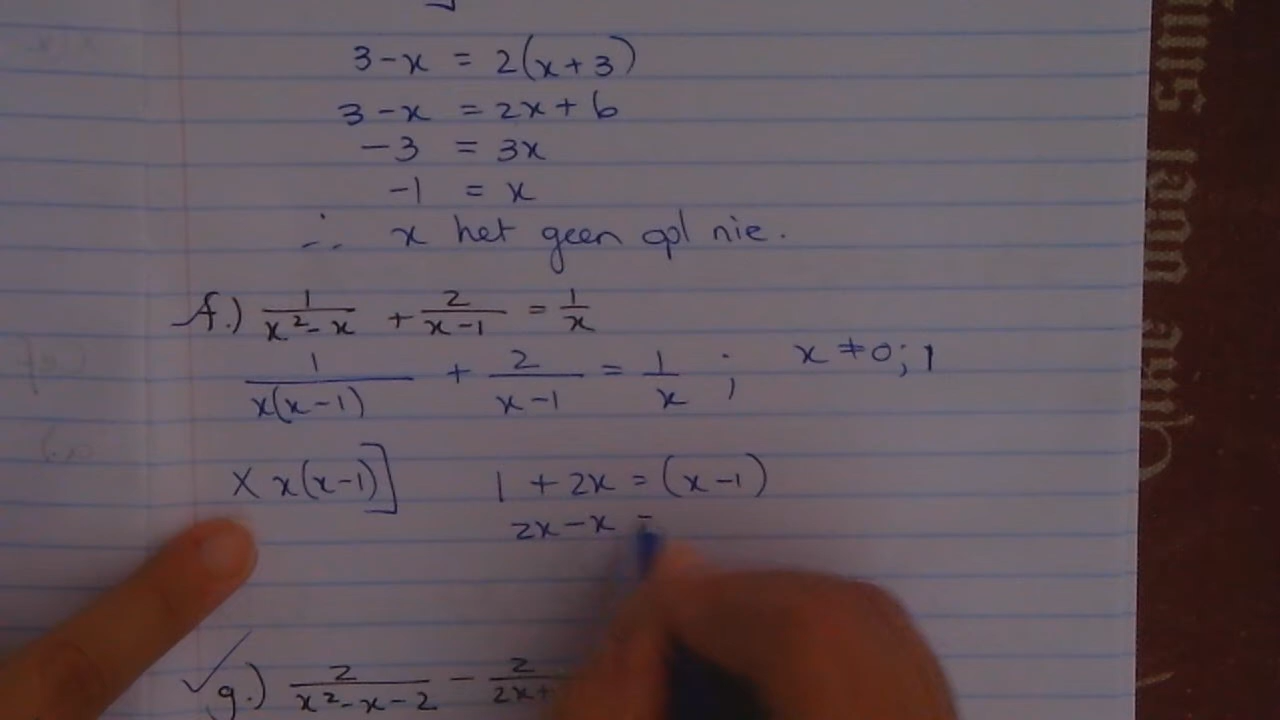 3 - x = 2(x + 3)
3 - x = 2x + 6
-3 = 3x
-1 = x
∴ x het geen opl nie.
f.) 1/(x² - x) + 2/(x - 1) = 1/x
1/(x(x - 1)) + 2/(x - 1) = 1/x ; x ≠ 0; 1
× x(x - 1)] 1 + 2x = (x - 1)
2x - x =
✓ g.) 2/(x² - x - 2) - 2/(2x +